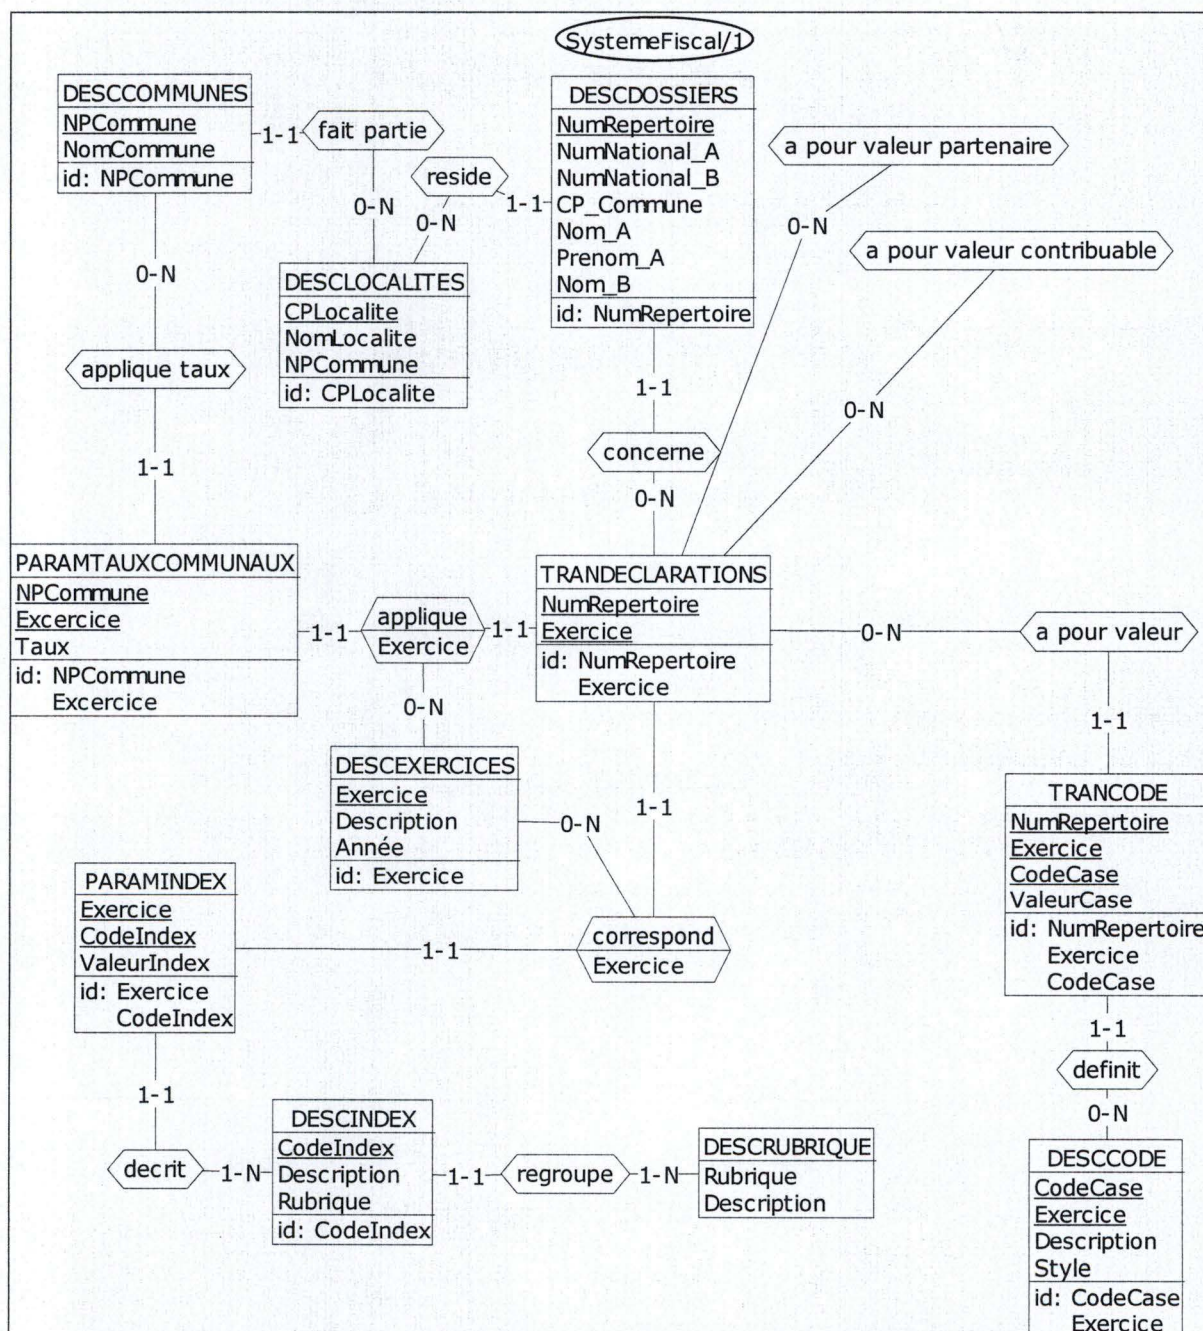 SystemeFiscal/1
DESCCOMMUNES
NPCommune
NomCommune
id: NPCommune
1-1
fait partie
0-N
reside
0-N
1-1
DESCDOSSIERS
NumRepertoire
NumNational_A
NumNational_B
CP_Commune
Nom_A
Prenom_A
Nom_B
id: NumRepertoire
a pour valeur partenaire
0-N
a pour valeur contribuable
0-N
DESCLOCALITES
CPLocalite
NomLocalite
NPCommune
id: CPLocalite
0-N
applique taux
1-1
1-1
concerne
0-N
PARAMTAUXCOMMUNAUX
NPCommune
Excercice
Taux
id: NPCommune
Excercice
1-1
applique
Exercice
1-1
0-N
TRANDECLARATIONS
NumRepertoire
Exercice
id: NumRepertoire
Exercice
0-N
a pour valeur
1-1
DESCEXERCICES
Exercice
Description
Année
id: Exercice
0-N
1-1
TRANCODE
NumRepertoire
Exercice
CodeCase
ValeurCase
id: NumRepertoire
Exercice
CodeCase
PARAMINDEX
Exercice
CodeIndex
ValeurIndex
id: Exercice
CodeIndex
1-1
correspond
Exercice
1-1
definit
0-N
1-1
decrit
1-N
DESCINDEX
CodeIndex
Description
Rubrique
id: CodeIndex
1-1
regroupe
1-N
DESCRUBRIQUE
Rubrique
Description
DESCCODE
CodeCase
Exercice
Description
Style
id: CodeCase
Exercice